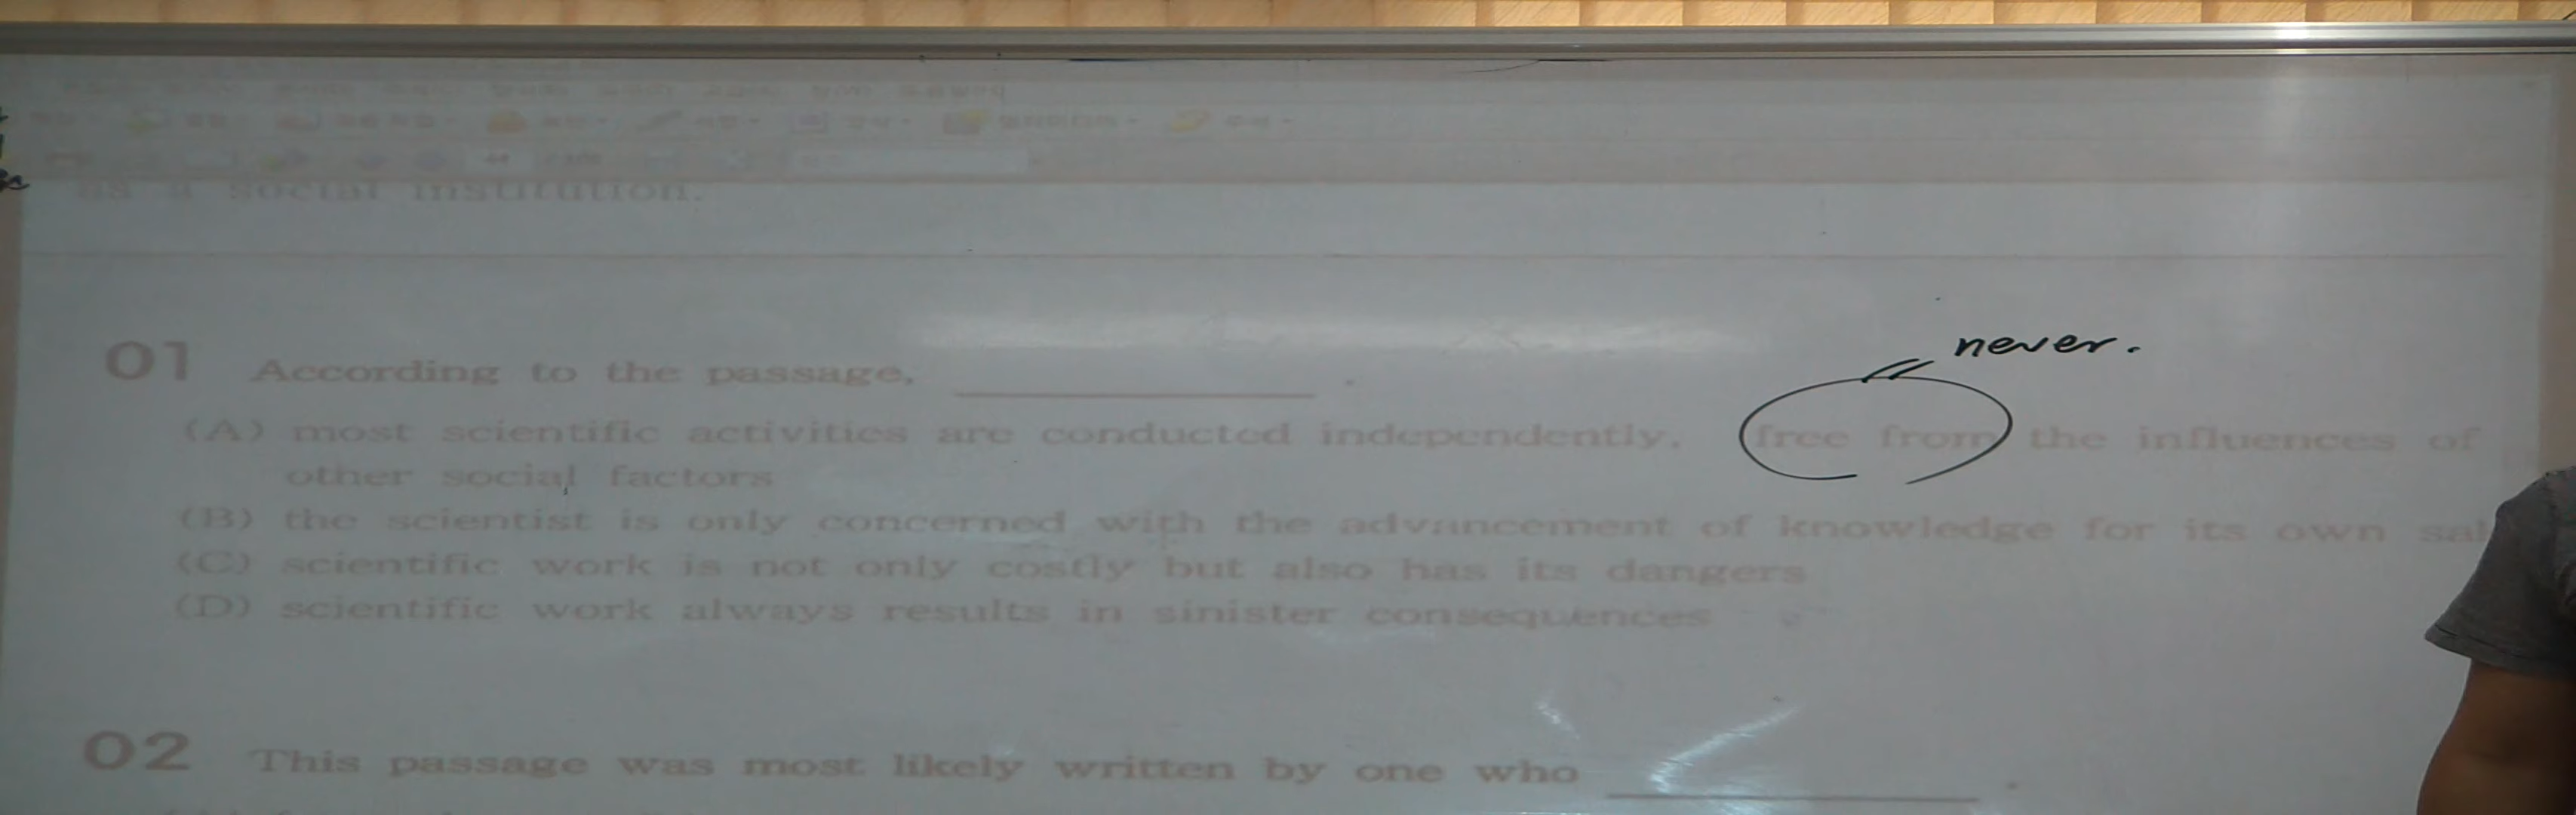 as a social institution.
never.
01 According to the passage, ____________ .
(A) most scientific activities are conducted independently, free from the influences of
other social factors
(B) the scientist is only concerned with the advancement of knowledge for its own
(C) scientific work is not only costly but also has its dangers
(D) scientific work always results in sinister consequences
02 This passage was most likely written by one who ____________ .